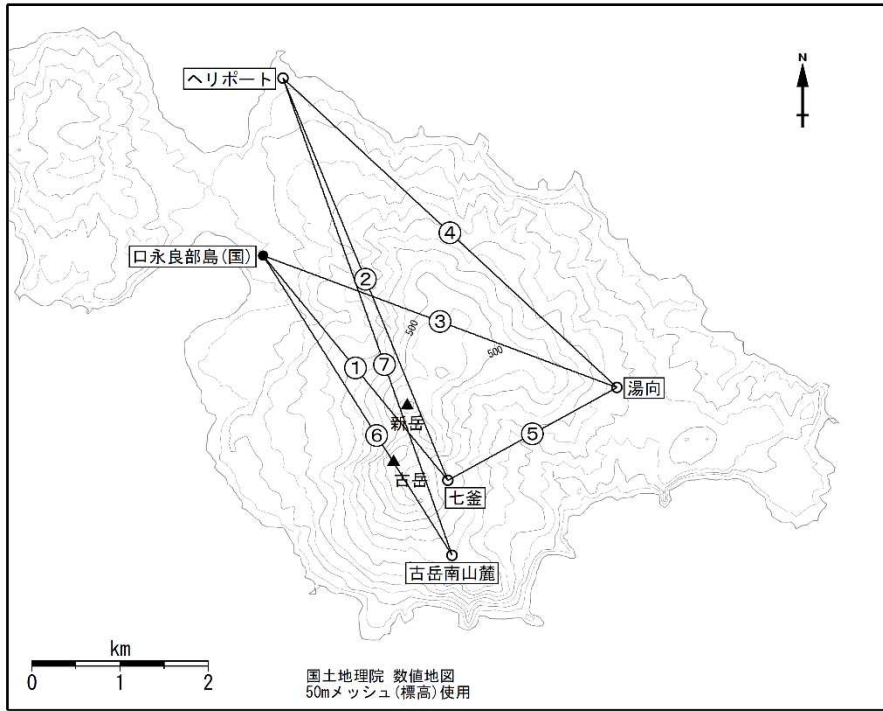 N
ヘリポート
④
口永良部島(国)
②
③
500
500
①
⑦
湯向
新岳
⑥
⑤
古岳
七釜
古岳南山麓
km
0 1 2
国土地理院 数値地図
50mメッシュ(標高)使用